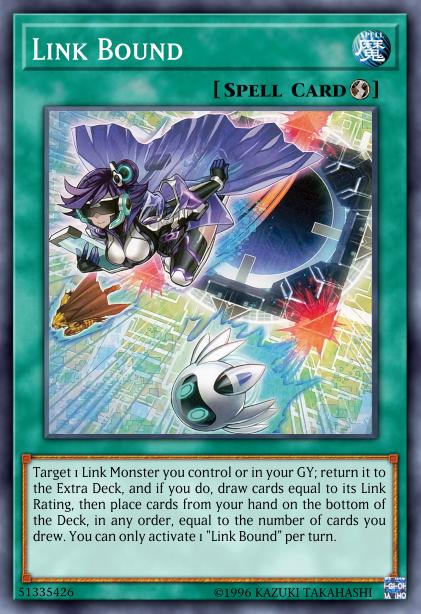 LINK BOUND
SPELL
魔
[SPELL CARD]
Target 1 Link Monster you control or in your GY; return it to
the Extra Deck, and if you do, draw cards equal to its Link
Rating, then place cards from your hand on the bottom of
the Deck, in any order, equal to the number of cards you
drew. You can only activate 1 "Link Bound" per turn.
51335426
©1996 KAZUKI TAKAHASHI